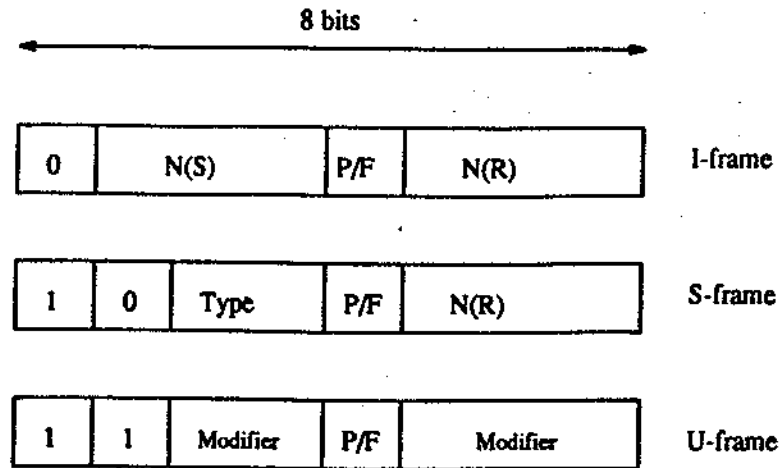 8 bits
0 N(S) P/F N(R) I-frame
1 0 Type P/F N(R) S-frame
1 1 Modifier P/F Modifier U-frame